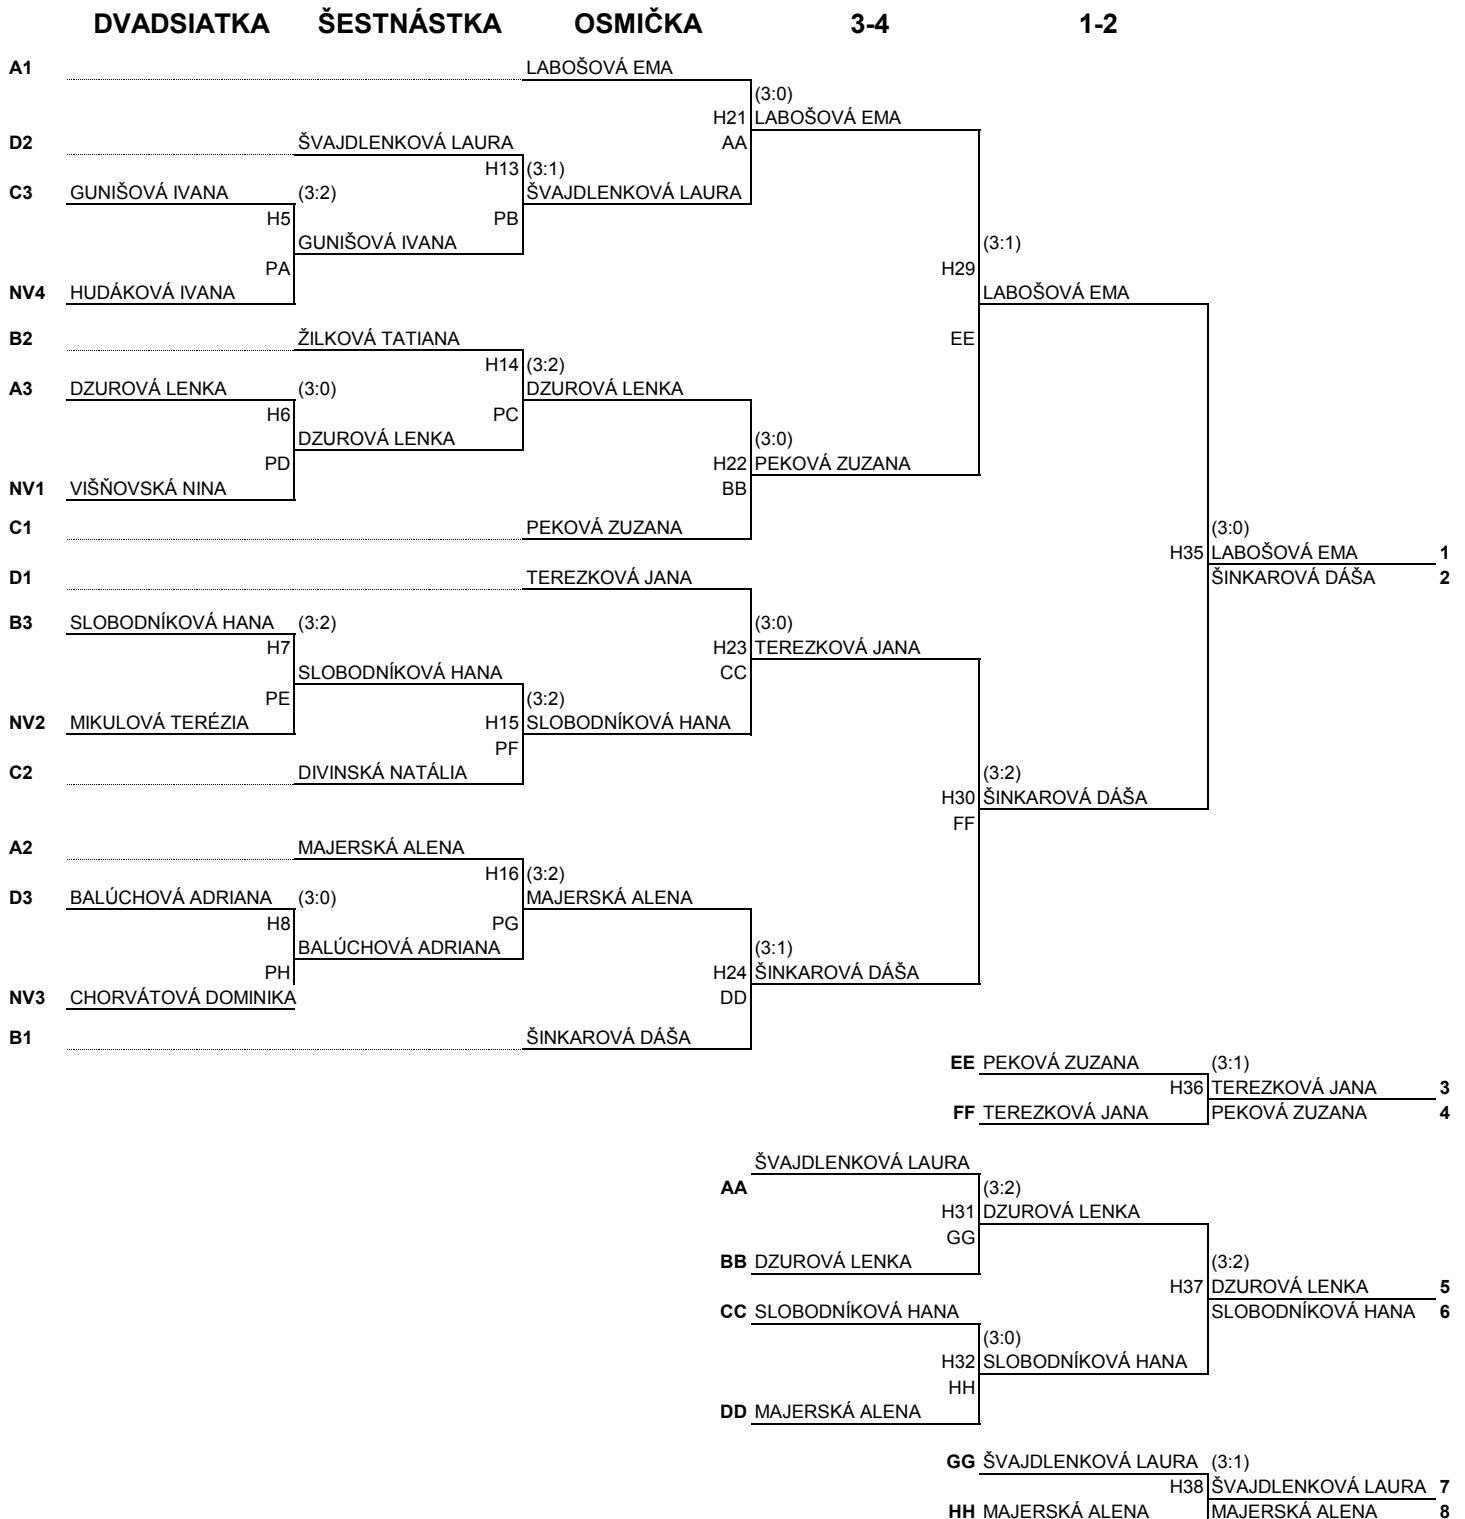 DVADSIATKA ŠESTNÁSTKA OSMIČKA 3-4 1-2
A1 LABOŠOVÁ EMA
(3:0)
H21 LABOŠOVÁ EMA
D2 ŠVAJDLENKOVÁ LAURA AA
H13 (3:1)
C3 GUNIŠOVÁ IVANA (3:2) ŠVAJDLENKOVÁ LAURA
H5 PB
GUNIŠOVÁ IVANA (3:1)
PA H29
NV4 HUDÁKOVÁ IVANA LABOŠOVÁ EMA
B2 ŽILKOVÁ TATIANA EE
H14 (3:2)
A3 DZUROVÁ LENKA (3:0) DZUROVÁ LENKA
H6 PC
DZUROVÁ LENKA (3:0)
PD H22 PEKOVÁ ZUZANA
NV1 VIŠŇOVSKÁ NINA BB
C1 PEKOVÁ ZUZANA (3:0)
H35 LABOŠOVÁ EMA 1
D1 TEREZKOVÁ JANA ŠINKAROVÁ DÁŠA 2
B3 SLOBODNÍKOVÁ HANA (3:2) (3:0)
H7 H23 TEREZKOVÁ JANA
SLOBODNÍKOVÁ HANA CC
PE (3:2)
NV2 MIKULOVÁ TERÉZIA H15 SLOBODNÍKOVÁ HANA
PF
C2 DIVINSKÁ NATÁLIA (3:2)
H30 ŠINKAROVÁ DÁŠA
FF
A2 MAJERSKÁ ALENA
H16 (3:2)
D3 BALÚCHOVÁ ADRIANA (3:0) MAJERSKÁ ALENA
H8 PG
BALÚCHOVÁ ADRIANA (3:1)
PH H24 ŠINKAROVÁ DÁŠA
NV3 CHORVÁTOVÁ DOMINIKA DD
B1 ŠINKAROVÁ DÁŠA
EE PEKOVÁ ZUZANA (3:1)
H36 TEREZKOVÁ JANA 3
FF TEREZKOVÁ JANA PEKOVÁ ZUZANA 4
ŠVAJDLENKOVÁ LAURA
AA (3:2)
H31 DZUROVÁ LENKA
GG
BB DZUROVÁ LENKA (3:2)
H37 DZUROVÁ LENKA 5
CC SLOBODNÍKOVÁ HANA SLOBODNÍKOVÁ HANA 6
(3:0)
H32 SLOBODNÍKOVÁ HANA
HH
DD MAJERSKÁ ALENA
GG ŠVAJDLENKOVÁ LAURA (3:1)
H38 ŠVAJDLENKOVÁ LAURA 7
HH MAJERSKÁ ALENA MAJERSKÁ ALENA 8